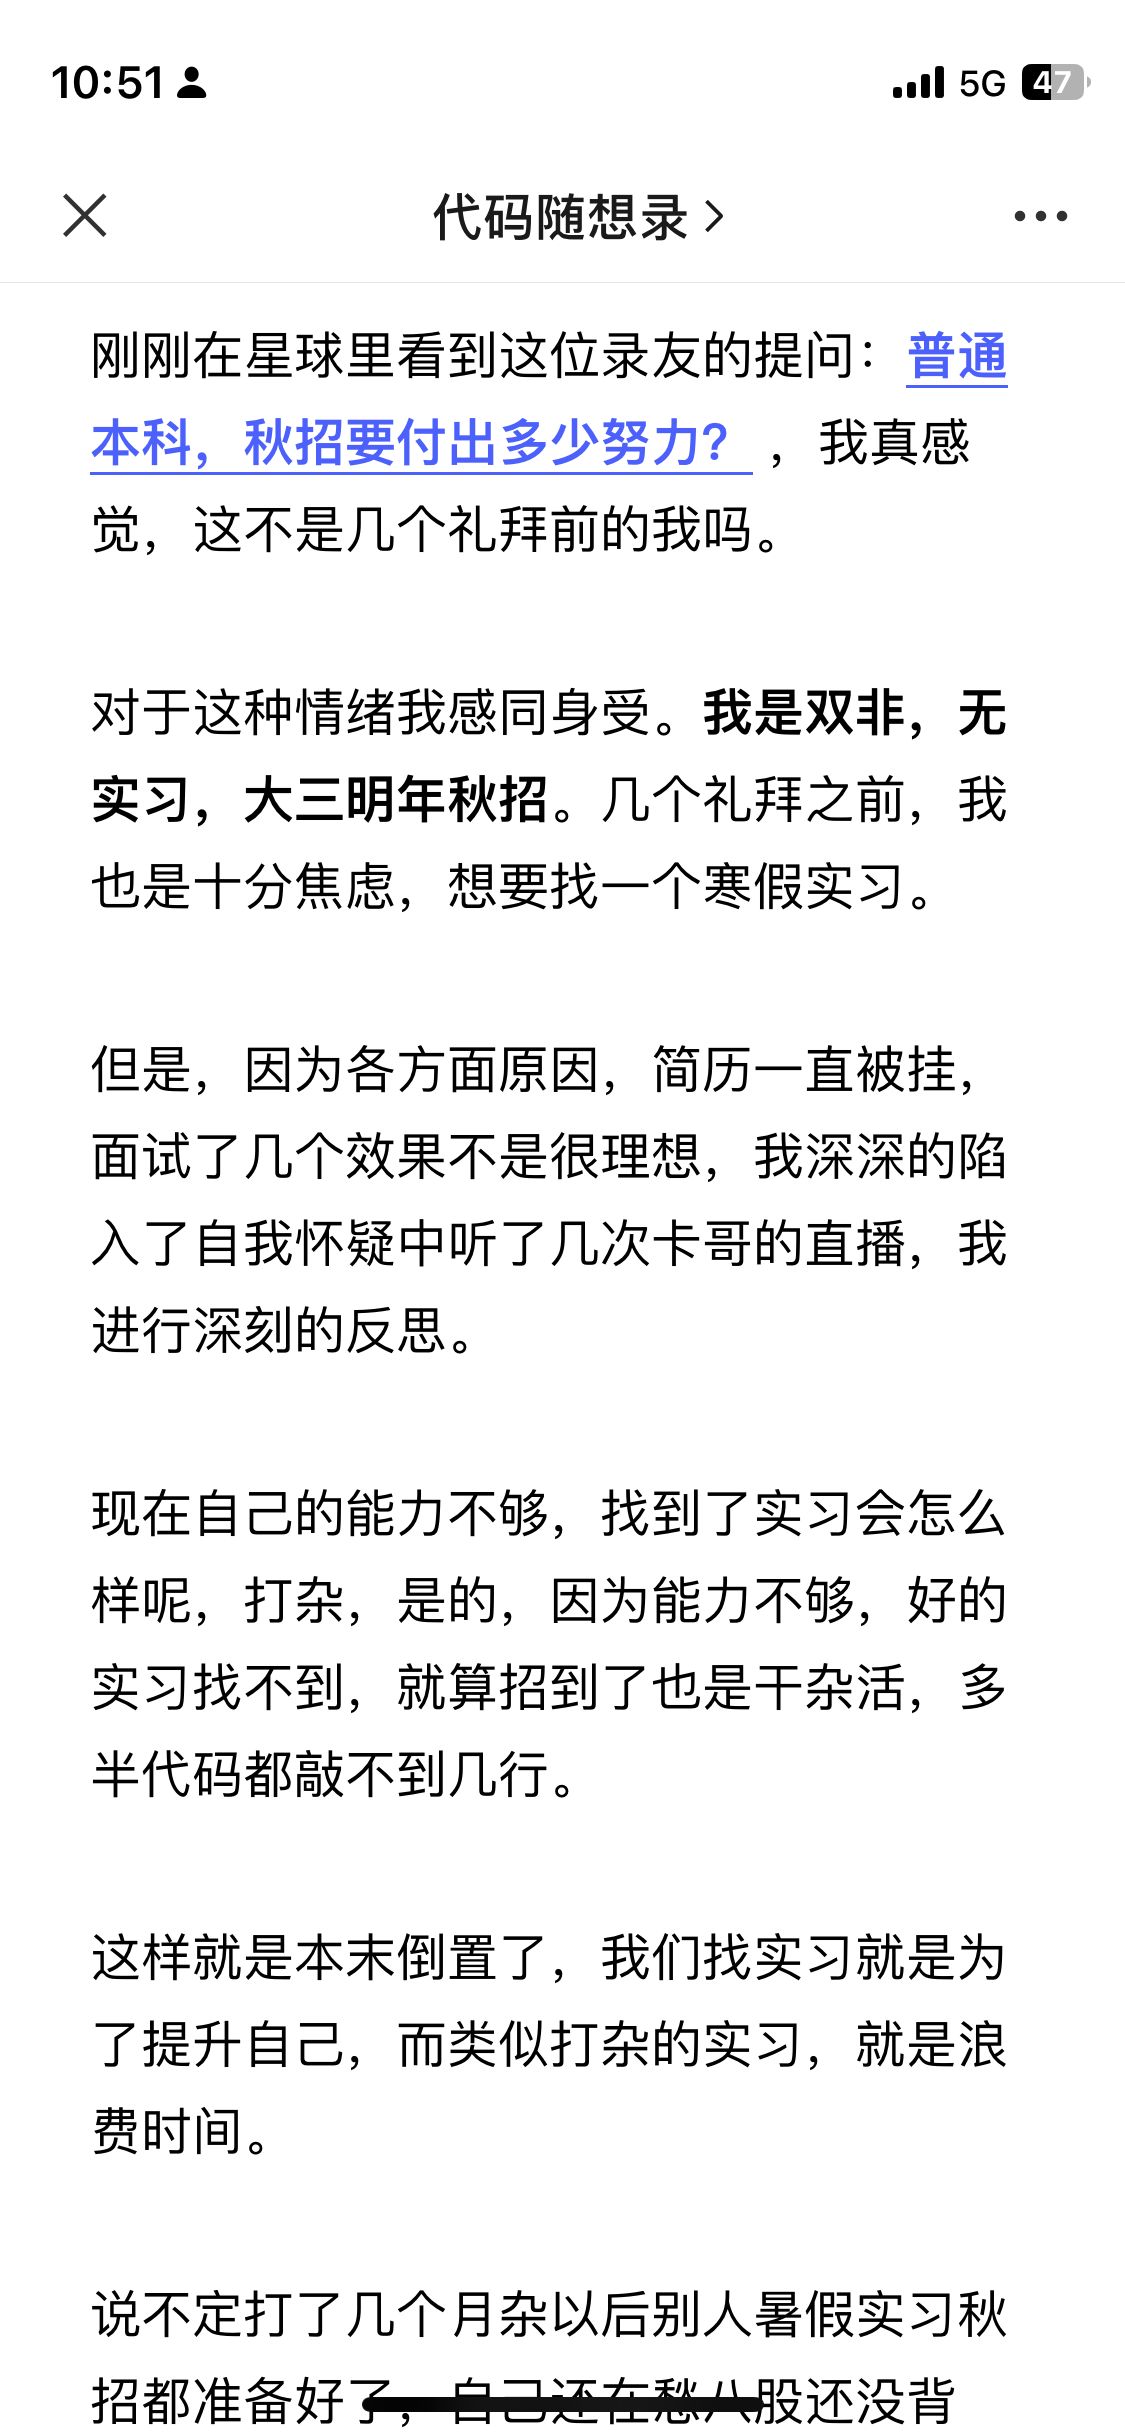 10:51
5G
47
代码随想录
刚刚在星球里看到这位录友的提问：普通
本科，秋招要付出多少努力？，我真感
觉，这不是几个礼拜前的我吗。
对于这种情绪我感同身受。我是双非，无
实习，大三明年秋招。几个礼拜之前，我
也是十分焦虑，想要找一个寒假实习。
但是，因为各方面原因，简历一直被挂，
面试了几个效果不是很理想，我深深的陷
入了自我怀疑中听了几次卡哥的直播，我
进行深刻的反思。
现在自己的能力不够，找到了实习会怎么
样呢，打杂，是的，因为能力不够，好的
实习找不到，就算招到了也是干杂活，多
半代码都敲不到几行。
这样就是本末倒置了，我们找实习就是为
了提升自己，而类似打杂的实习，就是浪
费时间。
说不定打了几个月杂以后别人暑假实习秋
招都准备好了，自己还在愁八股还没背